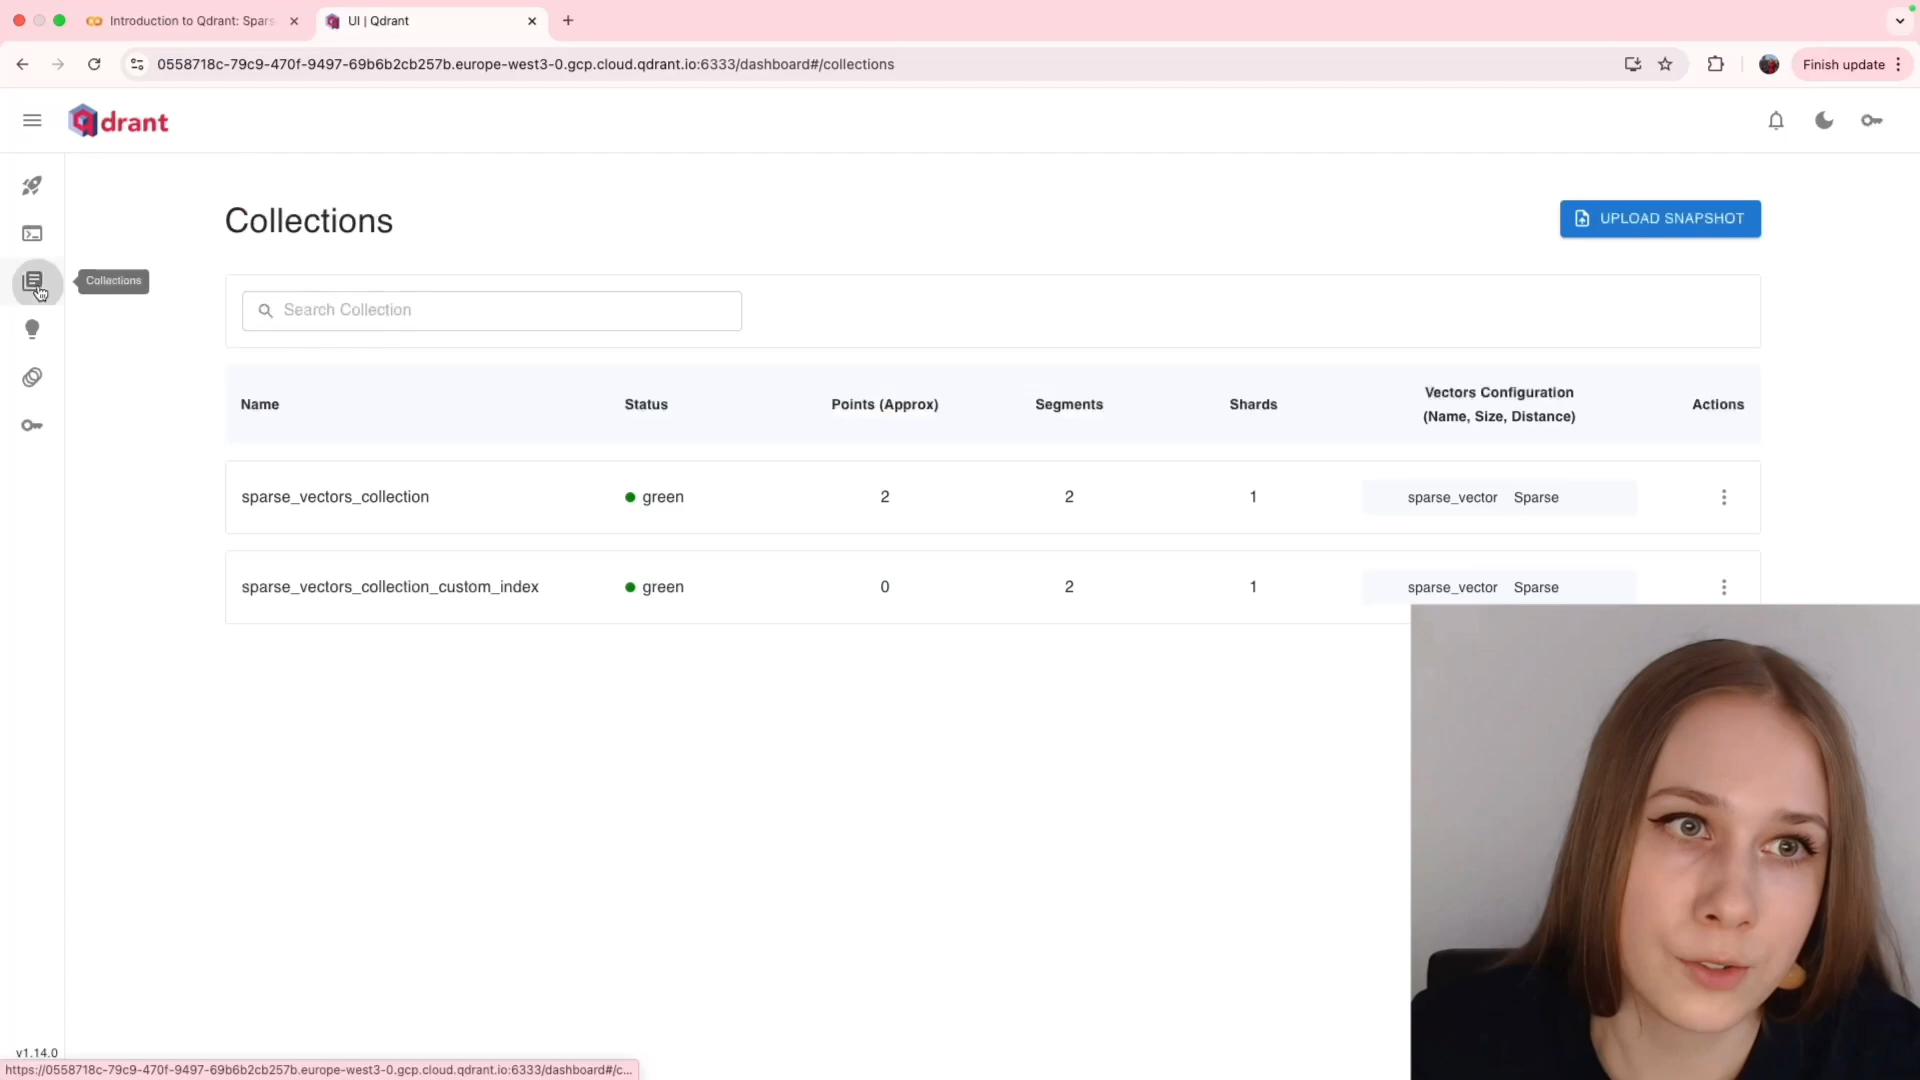 Introduction to Qdrant: Spars
UI | Qdrant
0558718c-79c9-470f-9497-69b6b2cb257b.europe-west3-0.gcp.cloud.qdrant.io:6333/dashboard#/collections
Finish update
qdrant
Collections
UPLOAD SNAPSHOT
Collections
Search Collection
Name Status Points (Approx) Segments Shards Vectors Configuration (Name, Size, Distance) Actions
sparse_vectors_collection green 2 2 1 sparse_vector Sparse
sparse_vectors_collection_custom_index green 0 2 1 sparse_vector Sparse
v1.14.0
https://0558718c-79c9-470f-9497-69b6b2cb257b.europe-west3-0.gcp.cloud.qdrant.io:6333/dashboard#/c...